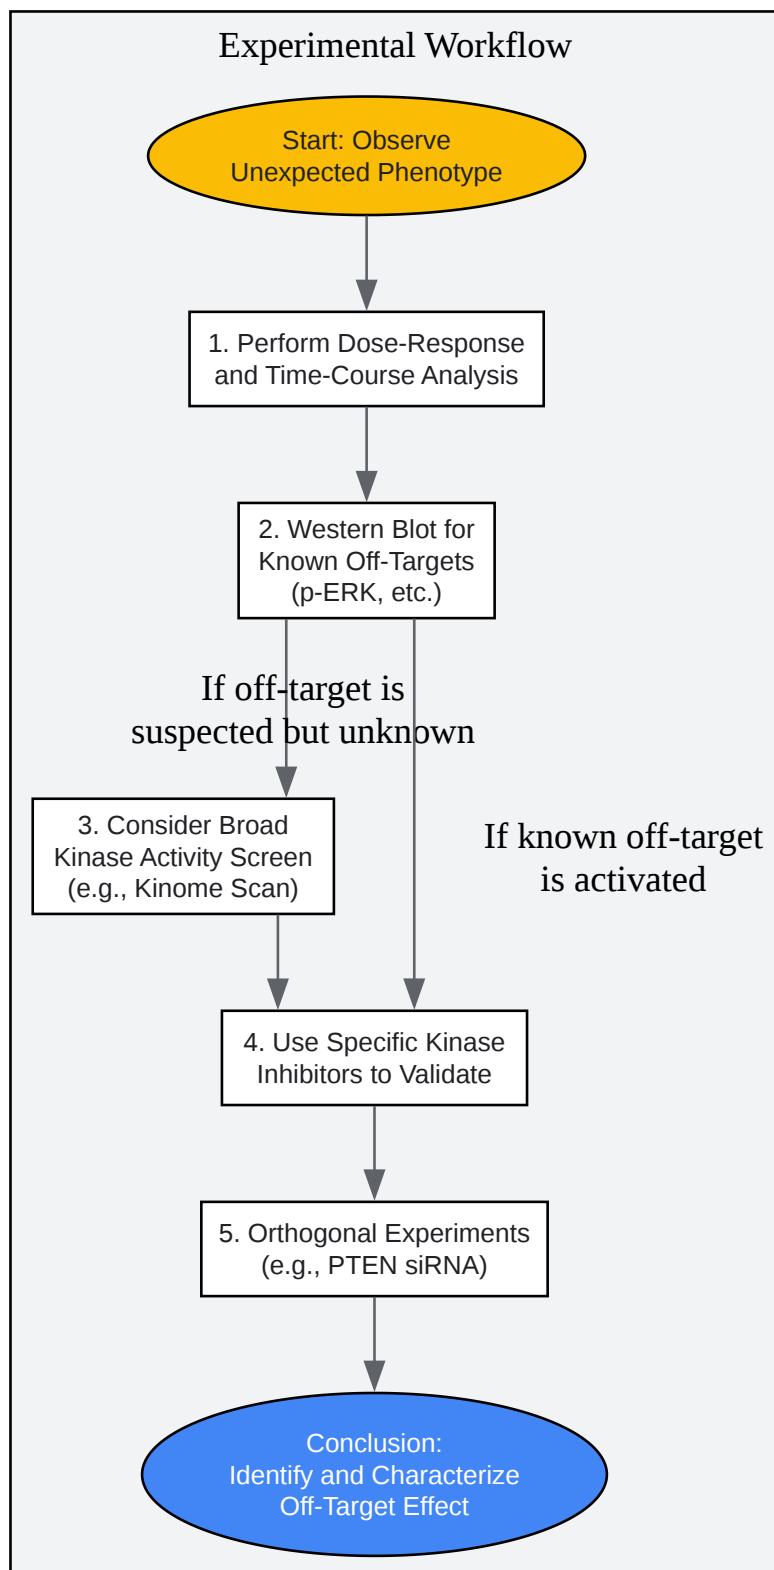 Experimental Workflow
Start: Observe
Unexpected Phenotype
1. Perform Dose-Response
and Time-Course Analysis
2. Western Blot for
Known Off-Targets
(p-ERK, etc.)
If off-target is
suspected but unknown
3. Consider Broad
Kinase Activity Screen
(e.g., Kinome Scan)
If known off-target
is activated
4. Use Specific Kinase
Inhibitors to Validate
5. Orthogonal Experiments
(e.g., PTEN siRNA)
Conclusion:
Identify and Characterize
Off-Target Effect